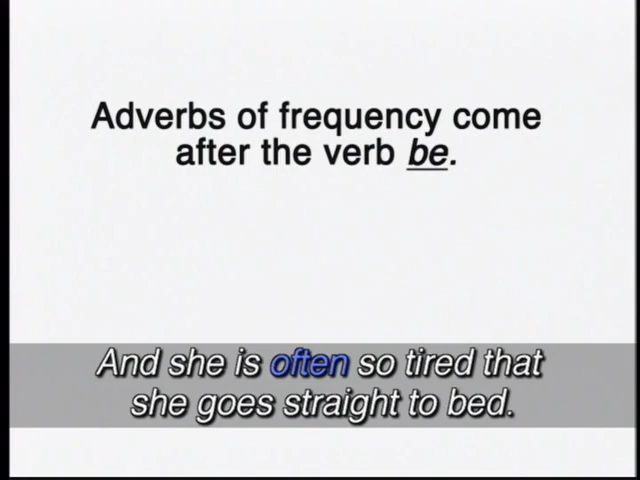 Adverbs of frequency come
after the verb be.
And she is often so tired that
she goes straight to bed.